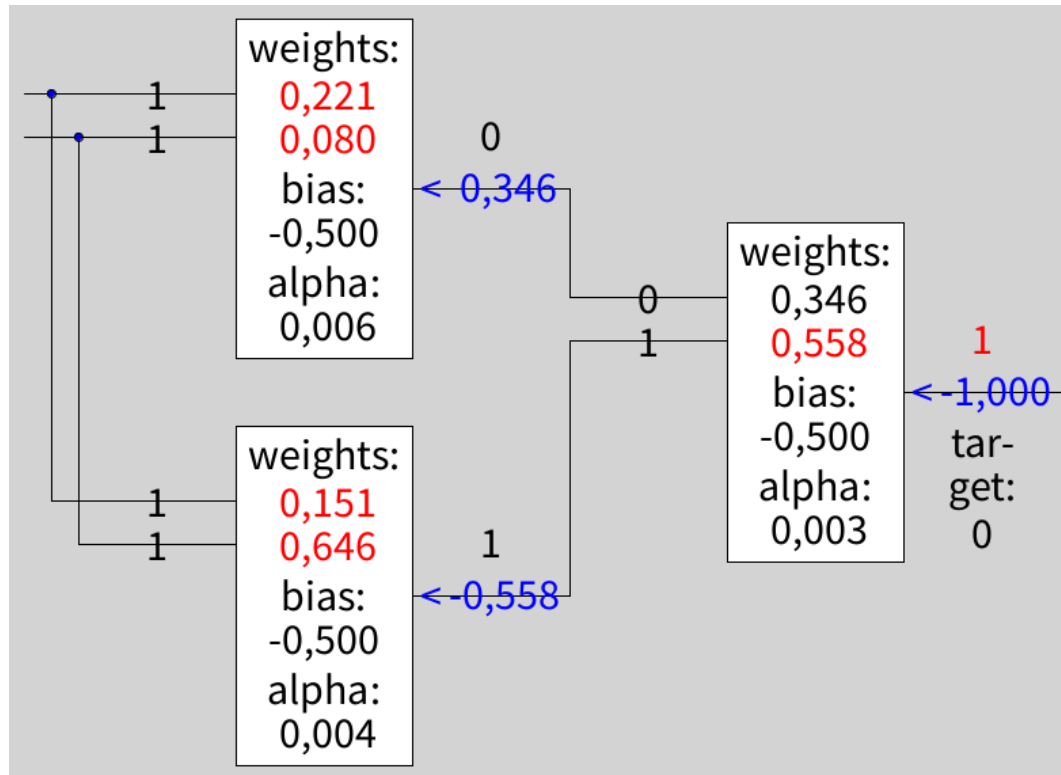 weights:
1 0,221
1 0,080
0
bias:
< 0,346
-0,500
alpha:
0,006
weights:
0 0,346
1 0,558
1
bias:
< -1,000
-0,500
tar-
get:
0
alpha:
0,003
weights:
1 0,151
1 0,646
1
bias:
< -0,558
-0,500
alpha:
0,004